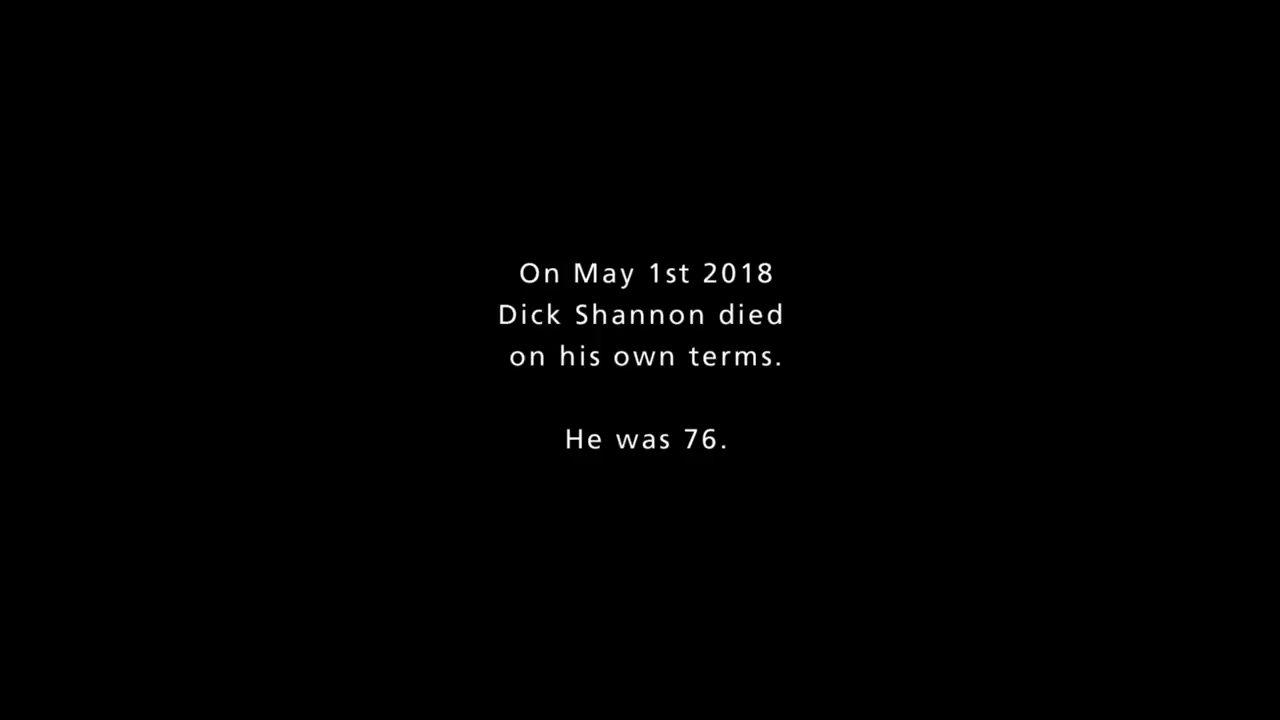 On May 1st 2018
Dick Shannon died
on his own terms.
He was 76.